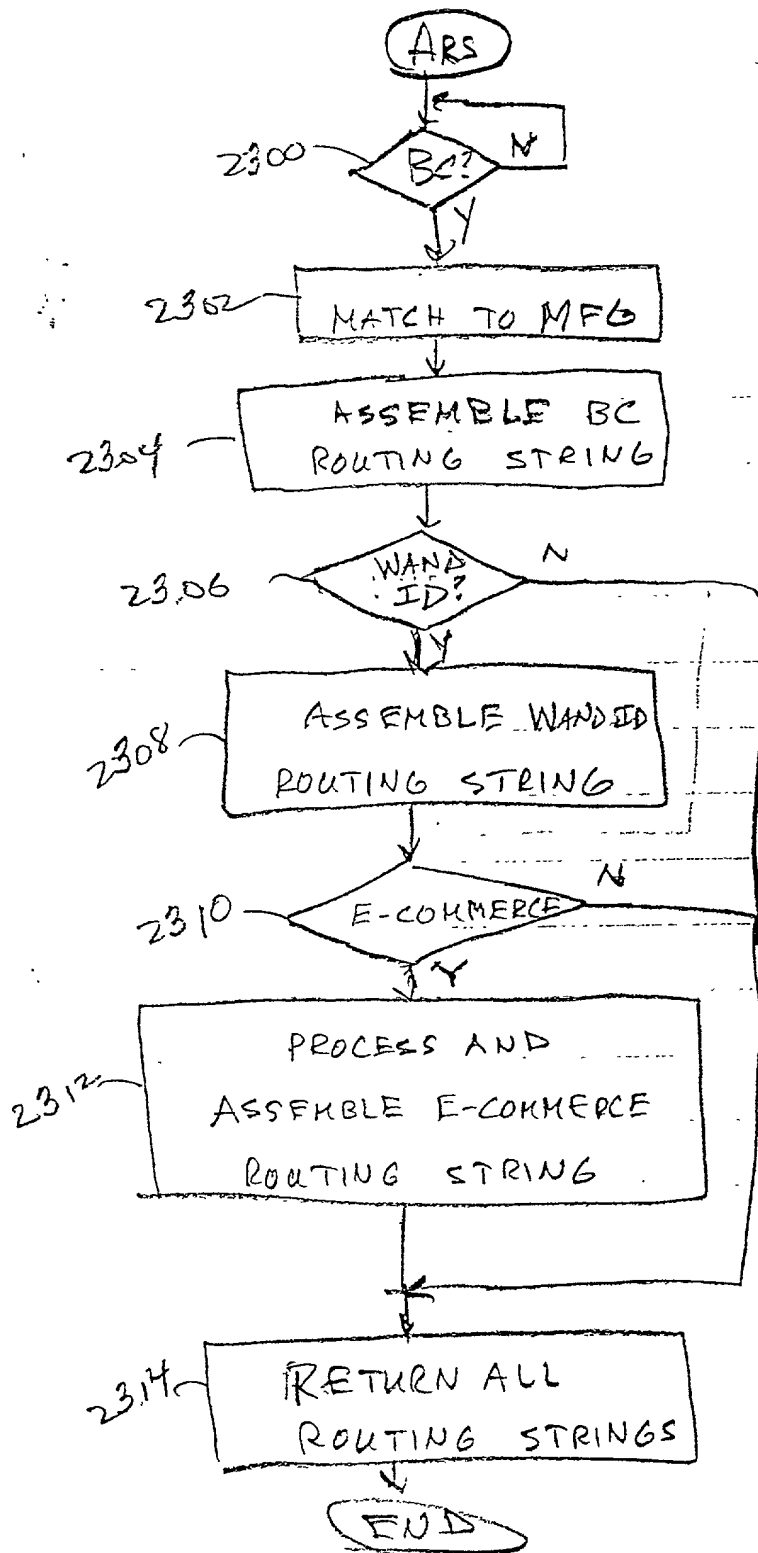 ARS
2300
BC?
N
Y
2302
MATCH TO MFG
2304
ASSEMBLE BC
ROUTING STRING
2306
WAND
ID?
N
Y
2308
ASSEMBLE WAND ID
ROUTING STRING
2310
E-COMMERCE
N
Y
2312
PROCESS AND
ASSEMBLE E-COMMERCE
ROUTING STRING
2314
RETURN ALL
ROUTING STRINGS
END